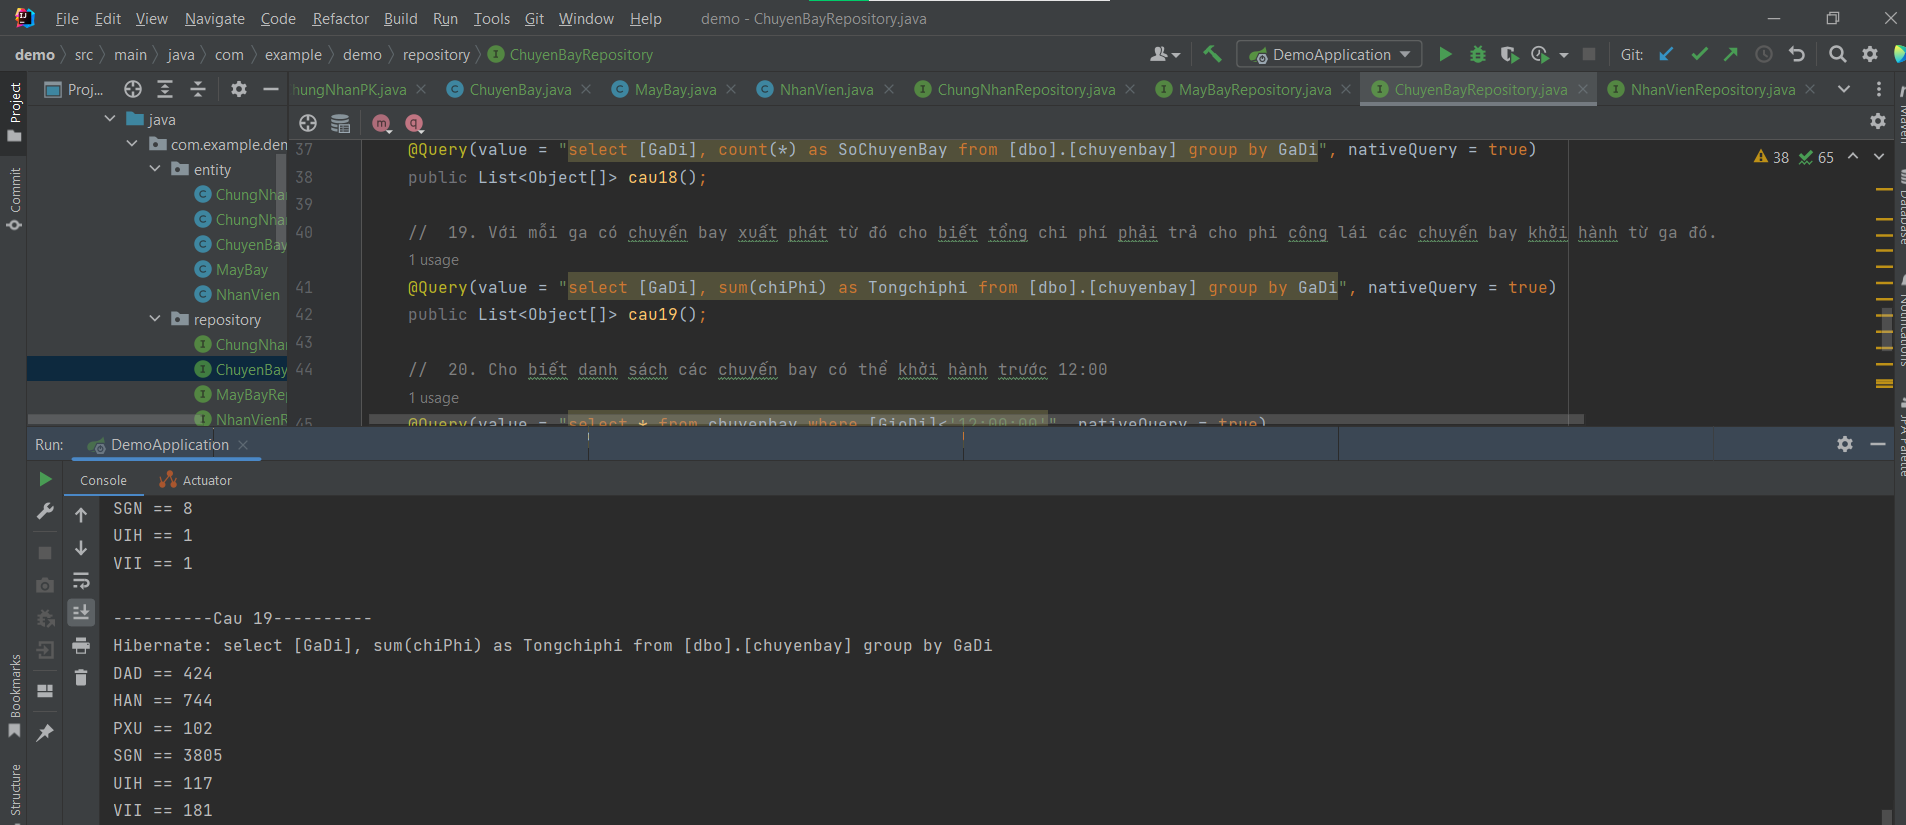 File Edit View Navigate Code Refactor Build Run Tools Git Window Help demo - ChuyenBayRepository.java
demo src main java com example demo repository ChuyenBayRepository DemoApplication Git:
Proj... hungNhanPK.java ChuyenBay.java MayBay.java NhanVien.java ChungNhanRepository.java MayBayRepository.java ChuyenBayRepository.java NhanVienRepository.java
Project
Commit
Bookmarks
Structure
java
com.example.den
entity
ChungNha
ChungNha
ChuyenBay
MayBay
NhanVien
repository
ChungNha
ChuyenBay
MayBayRe
NhanVienR
38 65
37 @Query(value = "select [GaDi], count(*) as SoChuyenBay from [dbo].[chuyenbay] group by GaDi", nativeQuery = true)
38 public List<Object[]> cau18();
39
40 // 19. Với mỗi ga có chuyến bay xuất phát từ đó cho biết tổng chi phí phải trả cho phi công lái các chuyến bay khởi hành từ ga đó.
1 usage
41 @Query(value = "select [GaDi], sum(chiPhi) as Tongchiphi from [dbo].[chuyenbay] group by GaDi", nativeQuery = true)
42 public List<Object[]> cau19();
43
44 // 20. Cho biết danh sách các chuyến bay có thể khởi hành trước 12:00
1 usage
45 @Query(value = "select * from chuyenbay where [GioDi]<'12:00:00'", nativeQuery = true)
Maven
Database
Notifications
JPA Palette
Run: DemoApplication
Console Actuator
SGN == 8
UIH == 1
VII == 1
----------Cau 19----------
Hibernate: select [GaDi], sum(chiPhi) as Tongchiphi from [dbo].[chuyenbay] group by GaDi
DAD == 424
HAN == 744
PXU == 102
SGN == 3805
UIH == 117
VII == 181